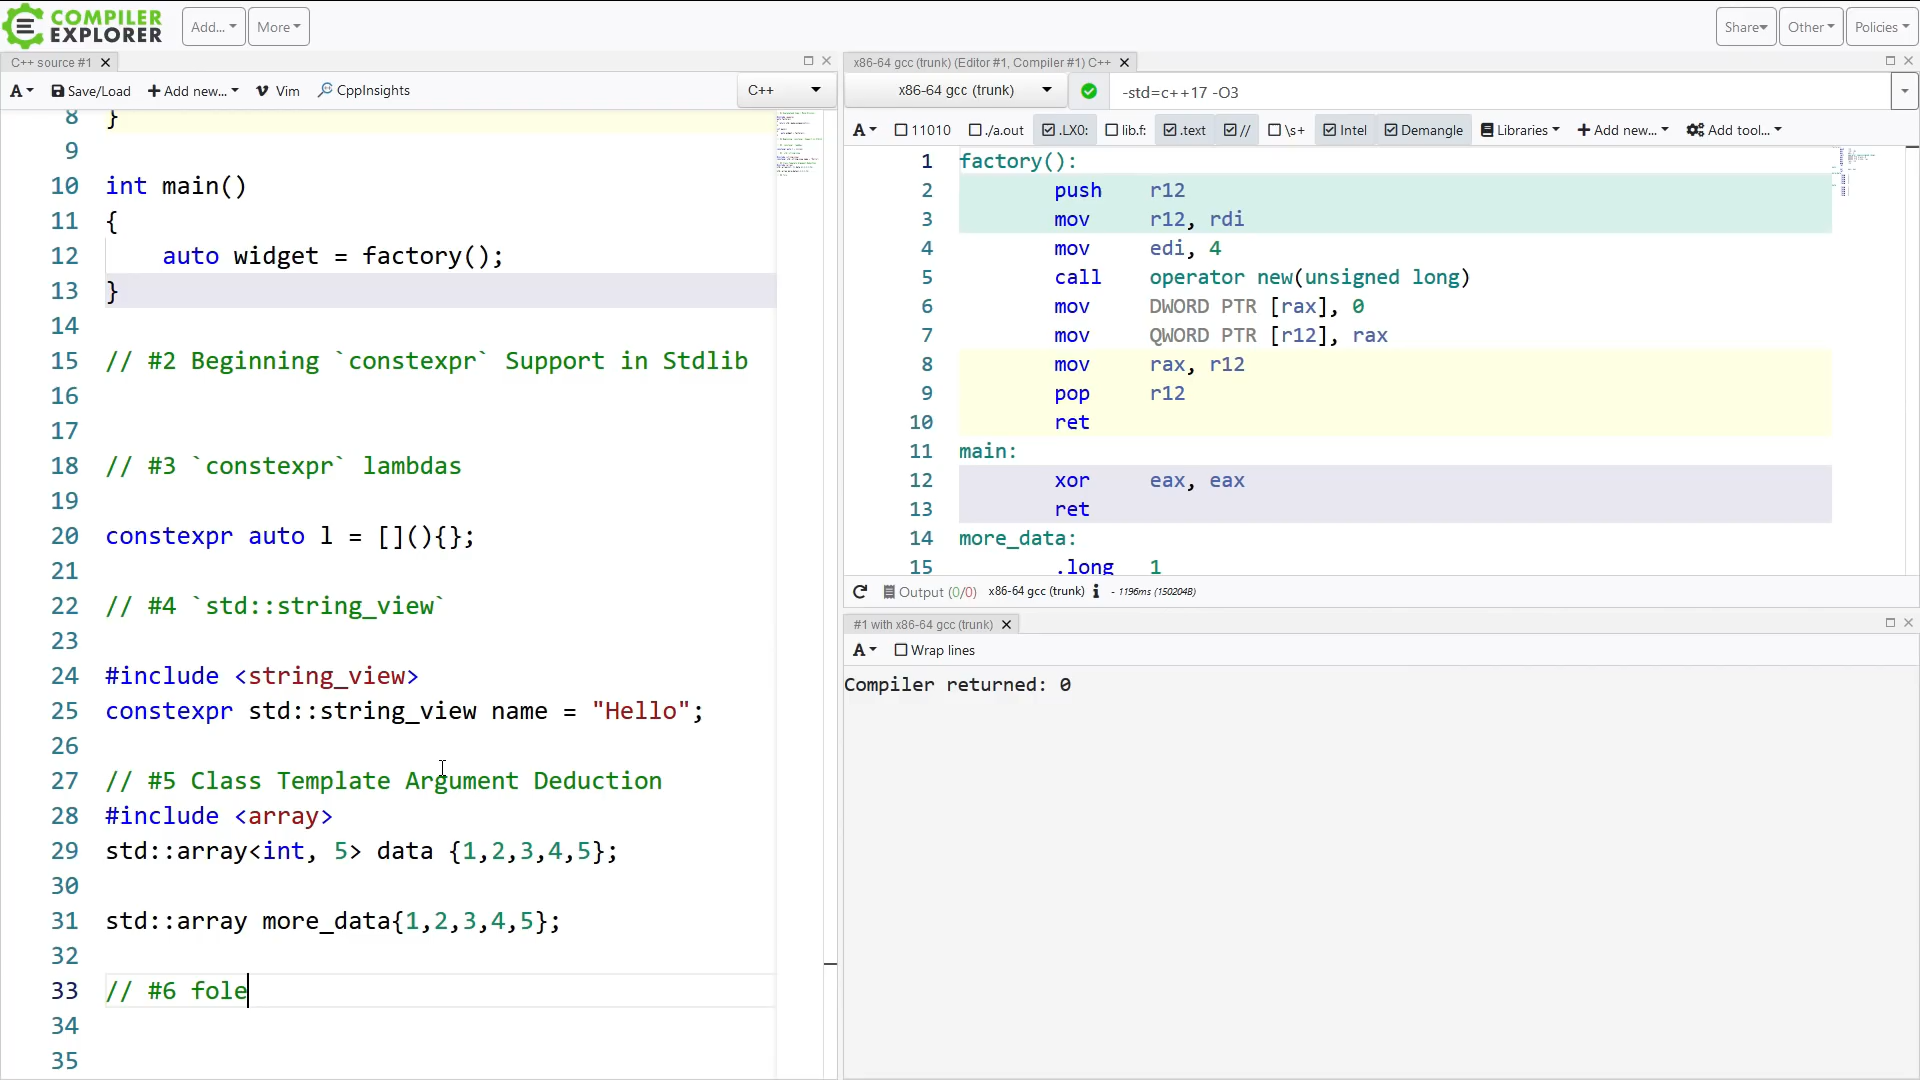 COMPILER
EXPLORER
Add...
More
Share
Other
Policies
C++ source #1
A
Save/Load
Add new...
Vim
CppInsights
C++
8 }
9
10 int main()
11 {
12 auto widget = factory();
13 }
14
15 // #2 Beginning `constexpr` Support in Stdlib
16
17
18 // #3 `constexpr` lambdas
19
20 constexpr auto l = [](){};
21
22 // #4 `std::string_view`
23
24 #include <string_view>
25 constexpr std::string_view name = "Hello";
26
27 // #5 Class Template Argument Deduction
28 #include <array>
29 std::array<int, 5> data {1,2,3,4,5};
30
31 std::array more_data{1,2,3,4,5};
32
33 // #6 fole
34
35
x86-64 gcc (trunk) (Editor #1, Compiler #1) C++
x86-64 gcc (trunk)
-std=c++17 -O3
A
11010
./a.out
.LX0:
lib.f:
.text
//
\s+
Intel
Demangle
Libraries
Add new...
Add tool...
1 factory():
2 push r12
3 mov r12, rdi
4 mov edi, 4
5 call operator new(unsigned long)
6 mov DWORD PTR [rax], 0
7 mov QWORD PTR [r12], rax
8 mov rax, r12
9 pop r12
10 ret
11 main:
12 xor eax, eax
13 ret
14 more_data:
15 .long 1
Output (0/0) x86-64 gcc (trunk) i - 1196ms (150204B)
#1 with x86-64 gcc (trunk)
A
Wrap lines
Compiler returned: 0